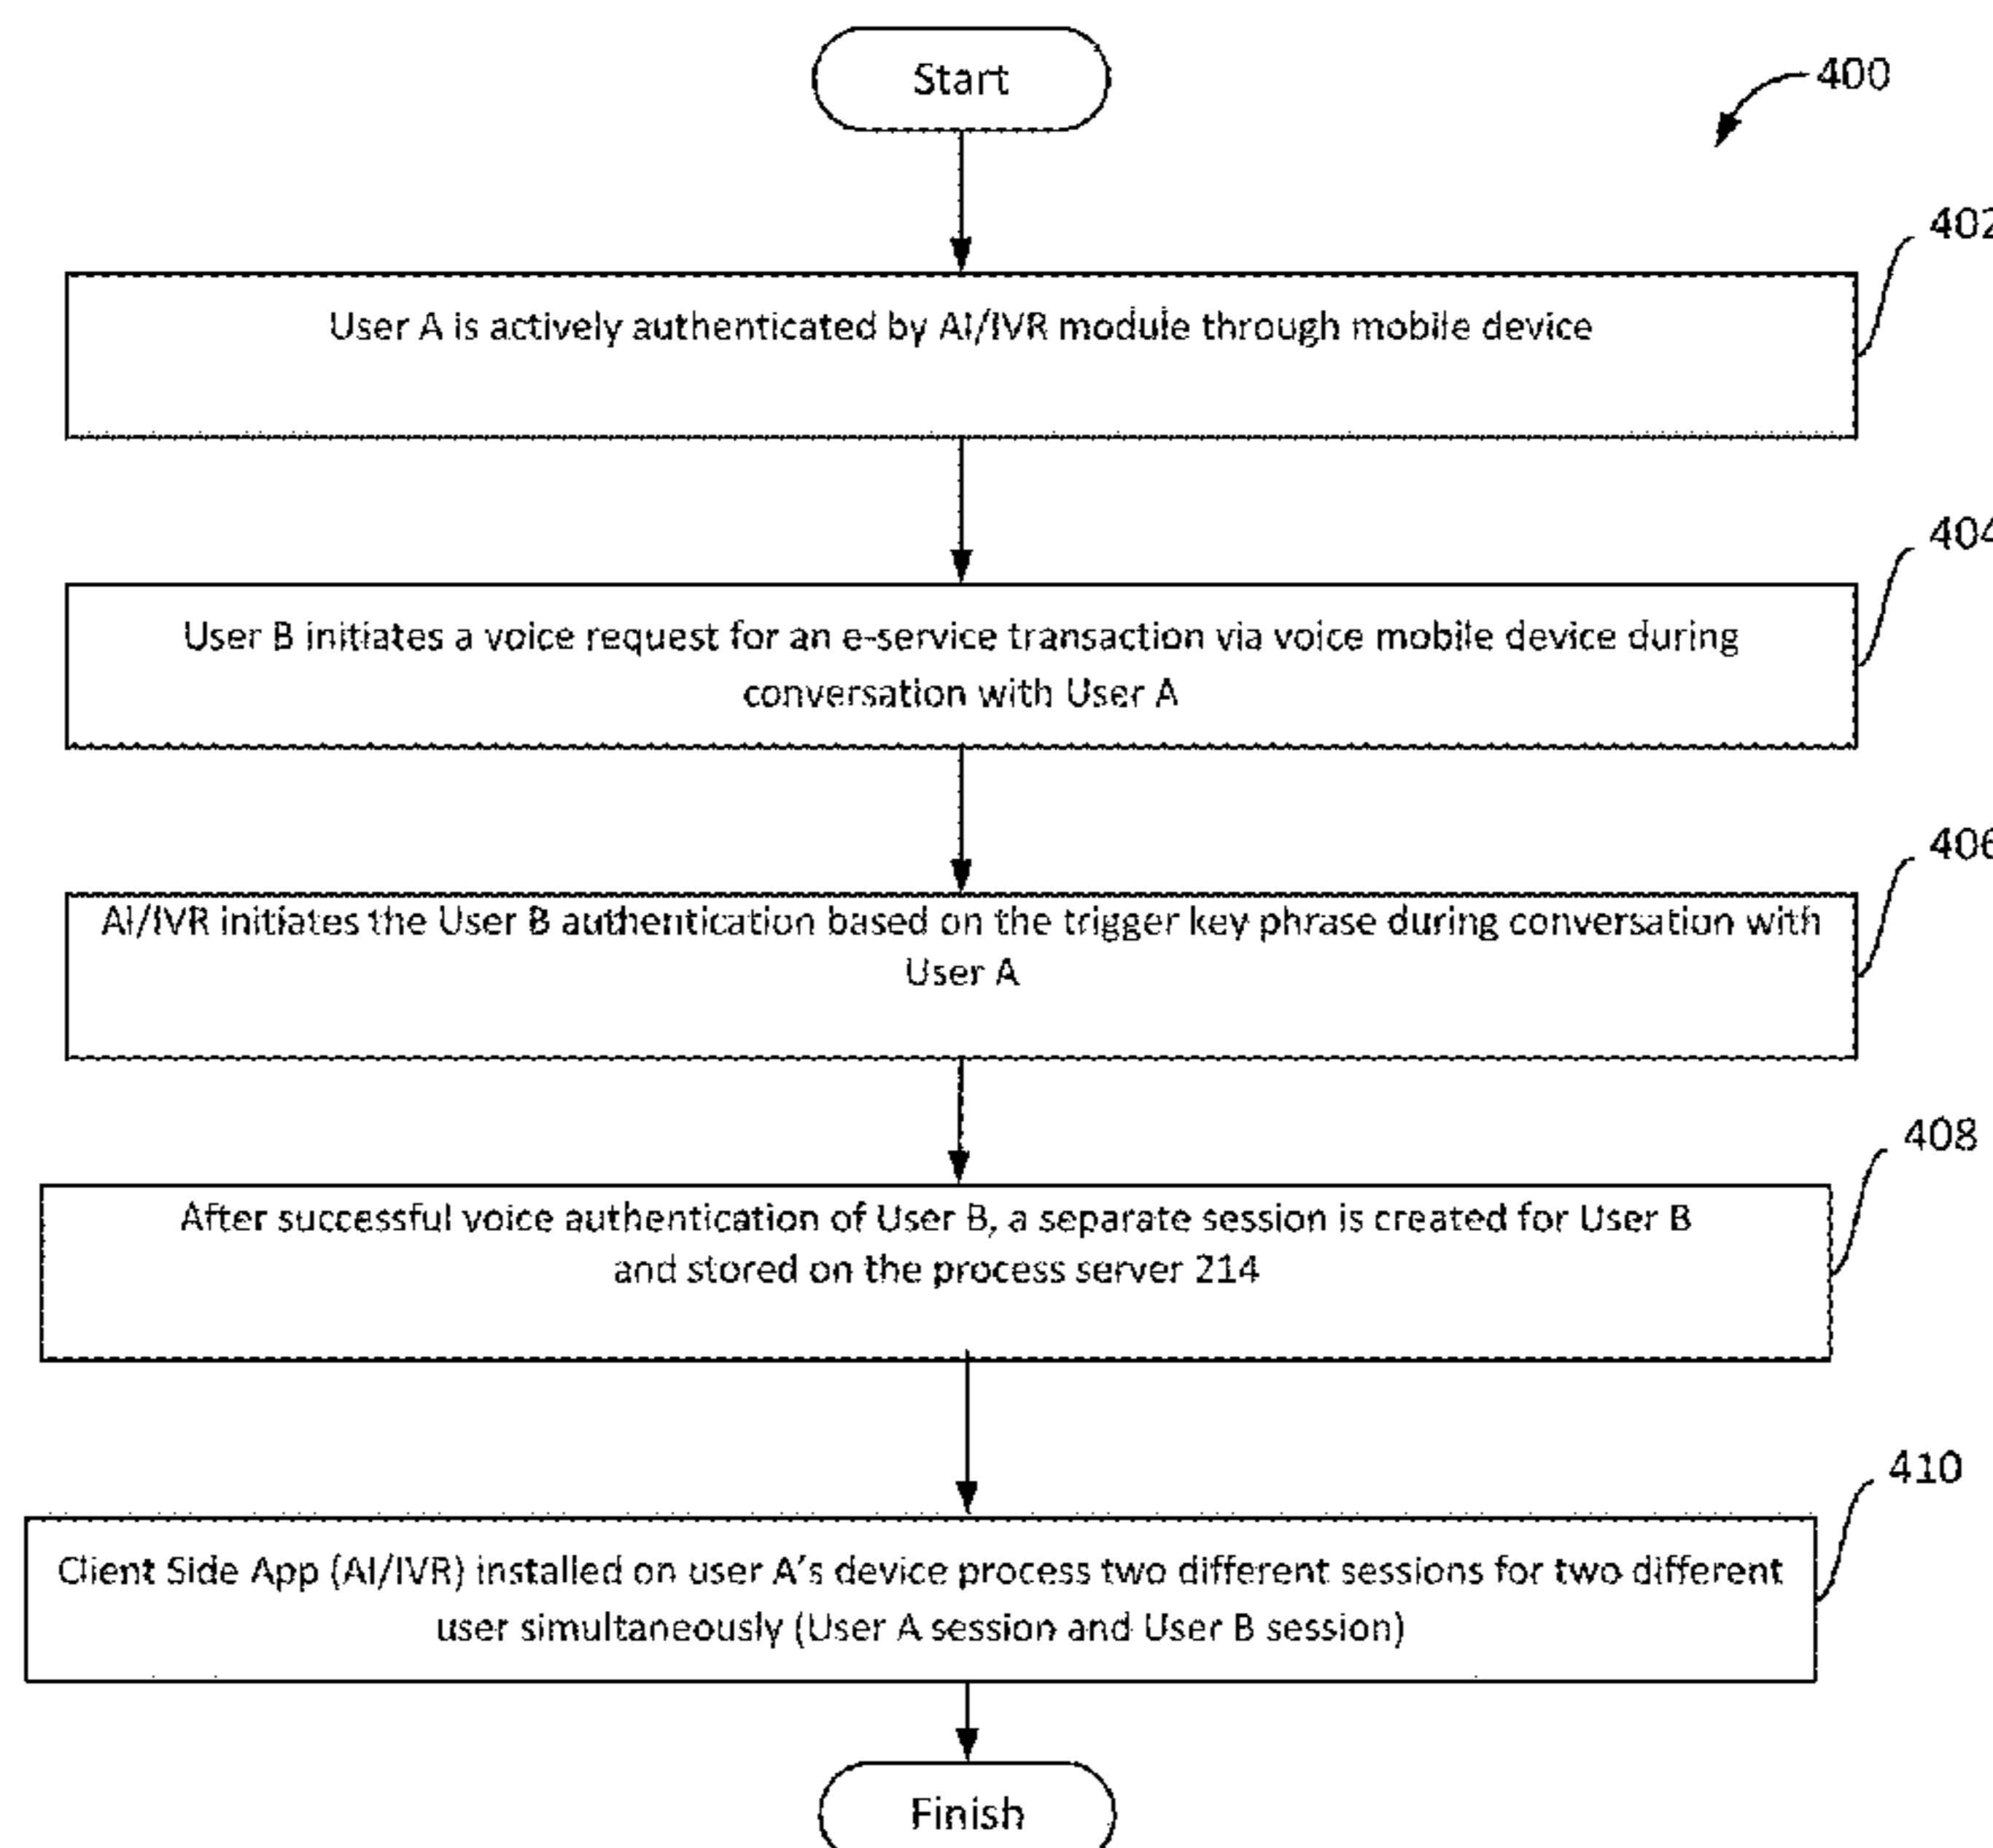 Start
400
402
User A is actively authenticated by AI/IVR module through mobile device
404
User B initiates a voice request for an e-service transaction via voice mobile device during
conversation with User A
406
AI/IVR initiates the User B authentication based on the trigger key phrase during conversation with
User A
408
After successful voice authentication of User B, a separate session is created for User B
and stored on the process server 214
410
Client Side App (AI/IVR) installed on user A's device process two different sessions for two different
user simultaneously (User A session and User B session)
Finish